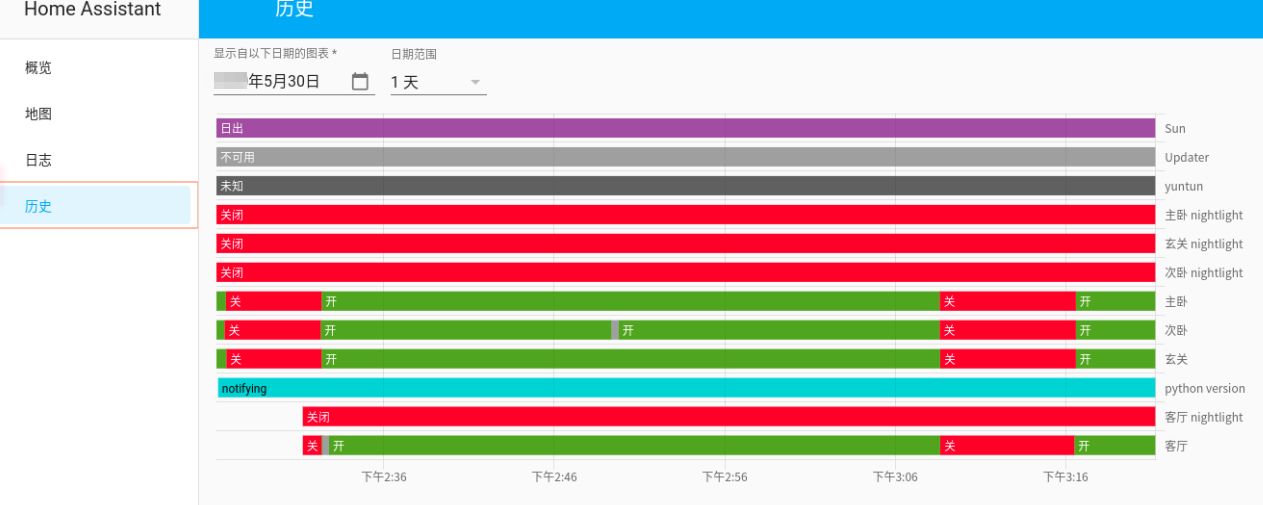 Home Assistant
历史
概览
地图
日志
历史
显示自以下日期的图表 *
日期范围
年5月30日
1 天
日出 Sun
不可用 Updater
未知 yuntun
关闭 主卧 nightlight
关闭 玄关 nightlight
关闭 次卧 nightlight
关 开 关 开 主卧
关 开 开 关 开 次卧
关 开 关 开 玄关
notifying python version
关闭 客厅 nightlight
关 开 关 开 客厅
下午2:36 下午2:46 下午2:56 下午3:06 下午3:16